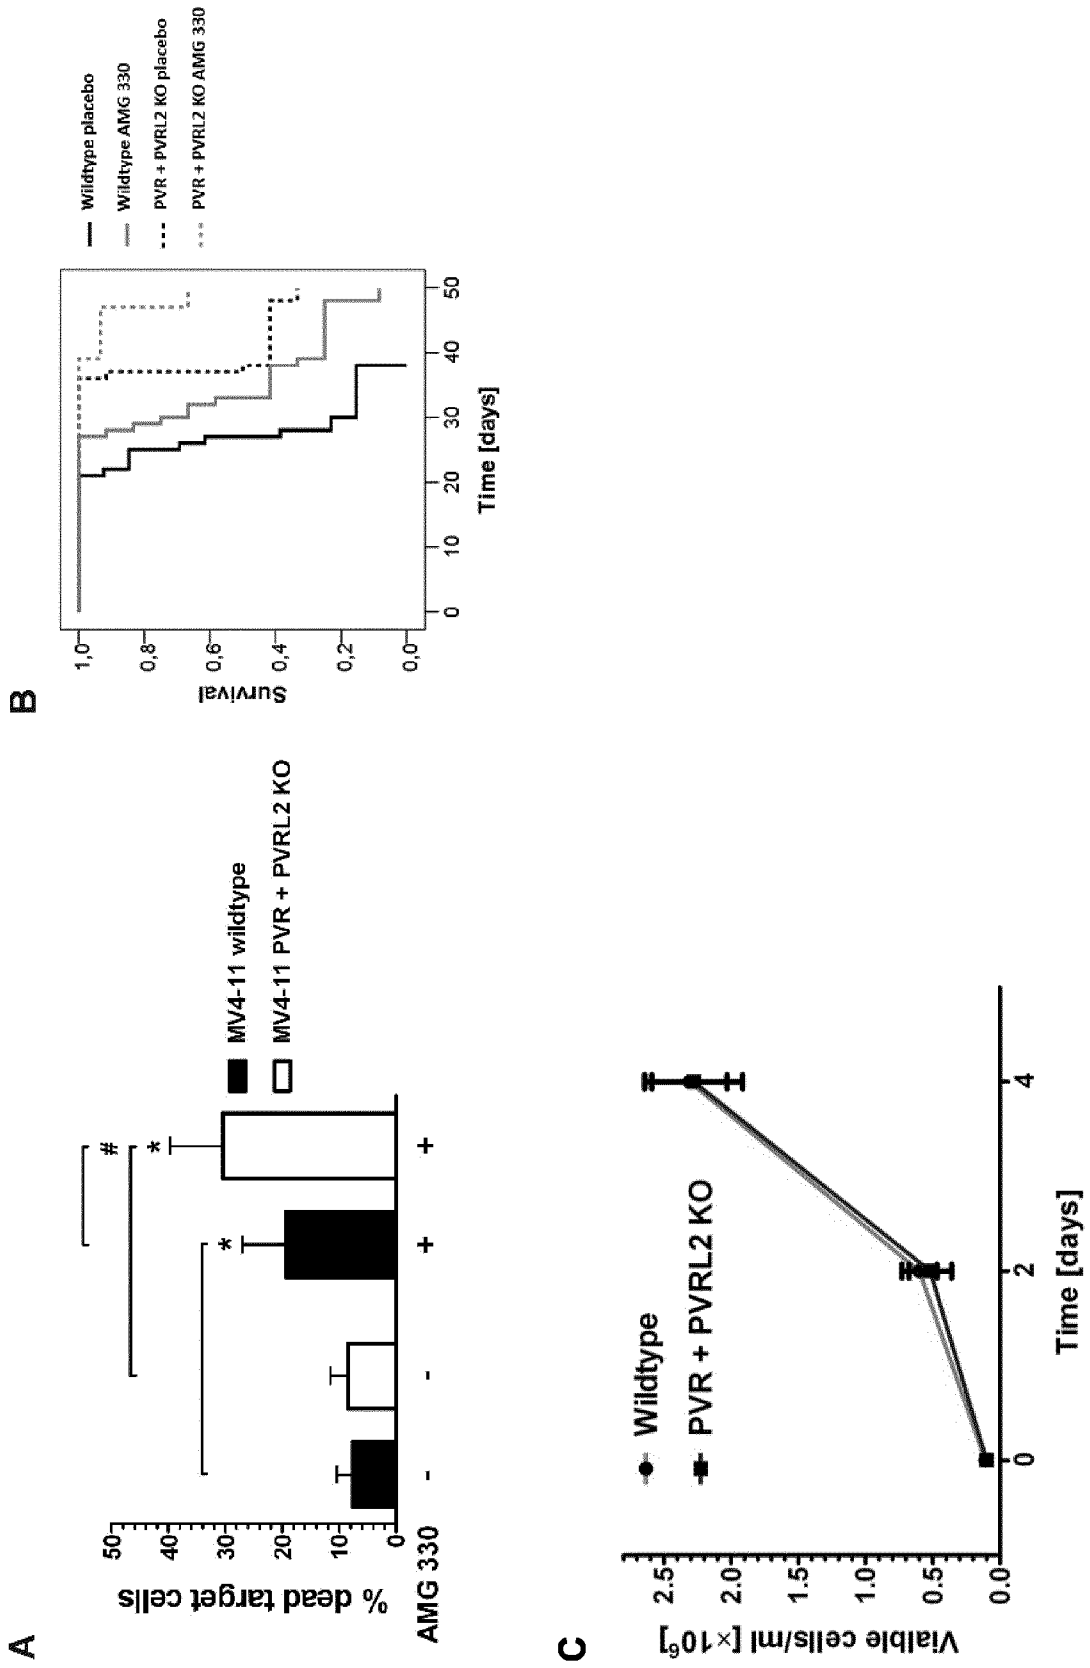 A
% dead target cells
50
40
30
20
10
0
AMG 330
-
-
+
+
*
*
#
MV4-11 wildtype
MV4-11 PVR + PVRL2 KO
B
Survival
1,0
0,8
0,6
0,4
0,2
0,0
0 10 20 30 40 50
Time [days]
Wildtype placebo
Wildtype AMG 330
PVR + PVRL2 KO placebo
PVR + PVRL2 KO AMG 330
C
Vialble cells/ml [×10⁶]
2.5
2.0
1.5
1.0
0.5
0.0
0 2 4
Time [days]
Wildtype
PVR + PVRL2 KO